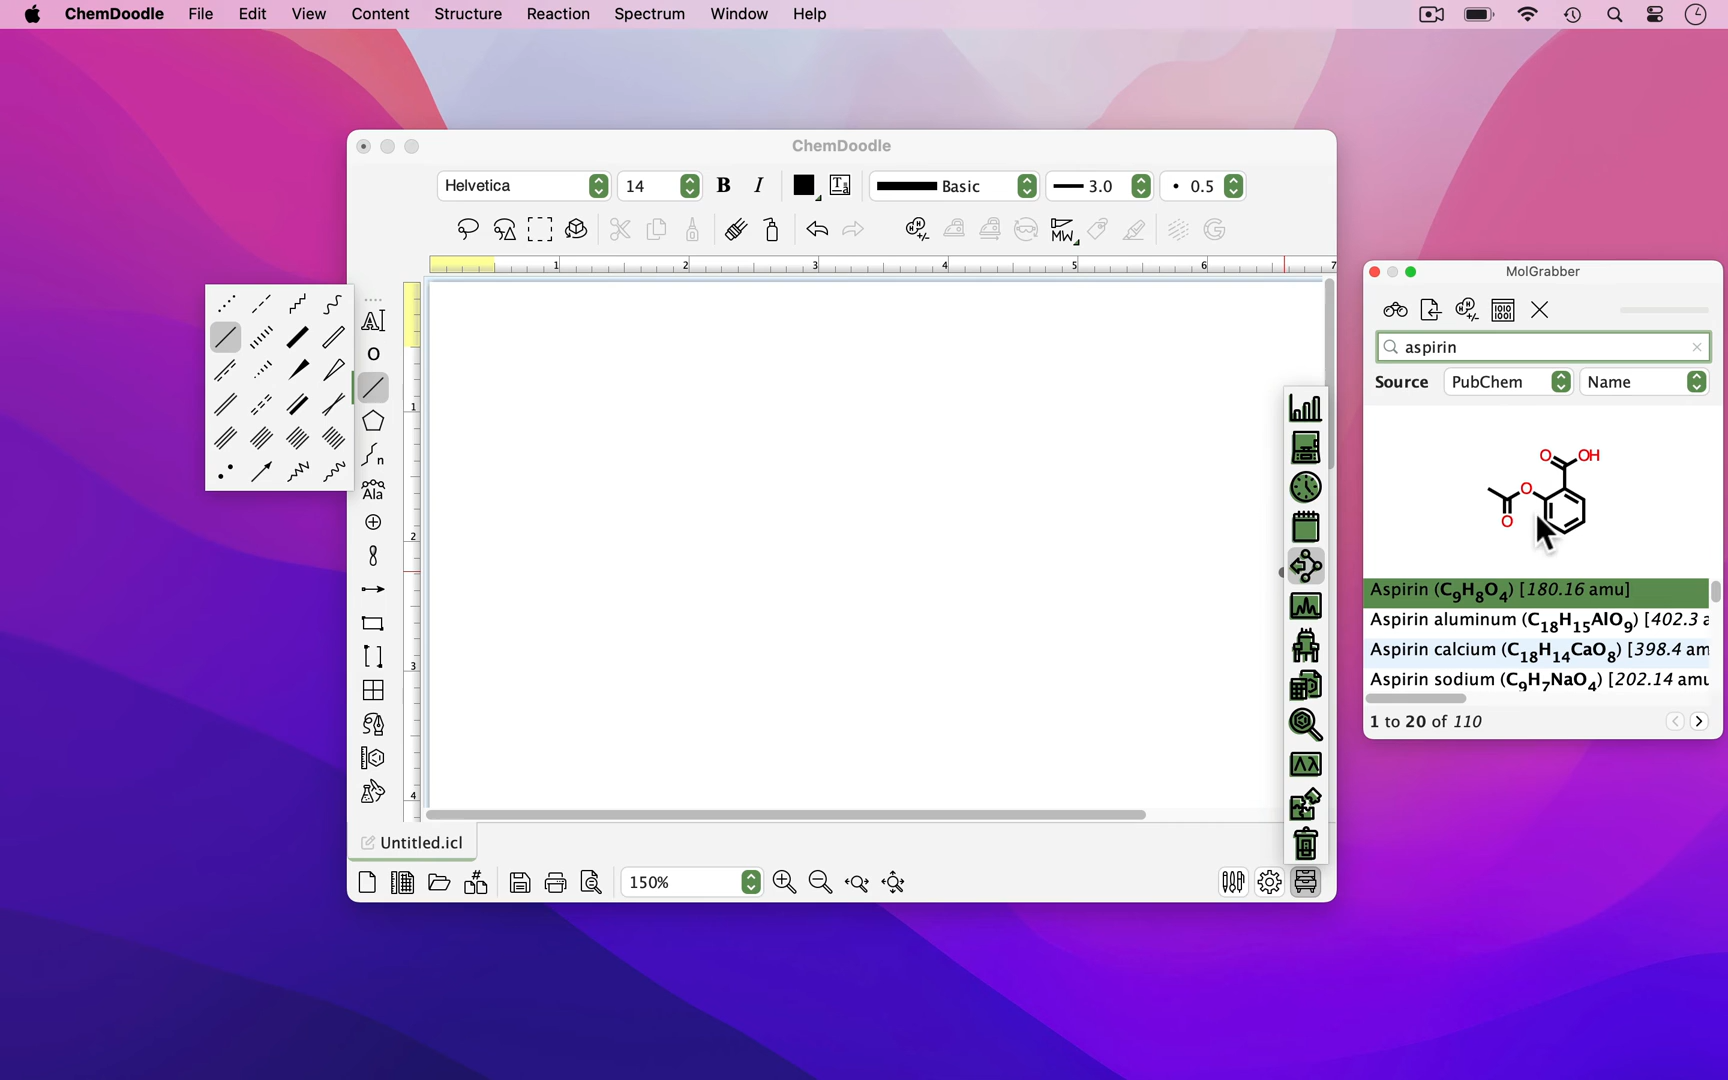 ChemDoodle File Edit View Content Structure Reaction Spectrum Window Help
ChemDoodle
Helvetica 14 B I Basic 3.0 0.5
MW
1 2 3 4 5 6 7
MolGrabber
aspirin
Source PubChem Name
O OH
O
O
Aspirin (C9H8O4) [180.16 amu]
Aspirin aluminum (C18H15AlO9) [402.3 a
Aspirin calcium (C18H14CaO8) [398.4 am
Aspirin sodium (C9H7NaO4) [202.14 amu
1 to 20 of 110
A
O
n
Ala
1
2
3
4
Untitled.icl
150%